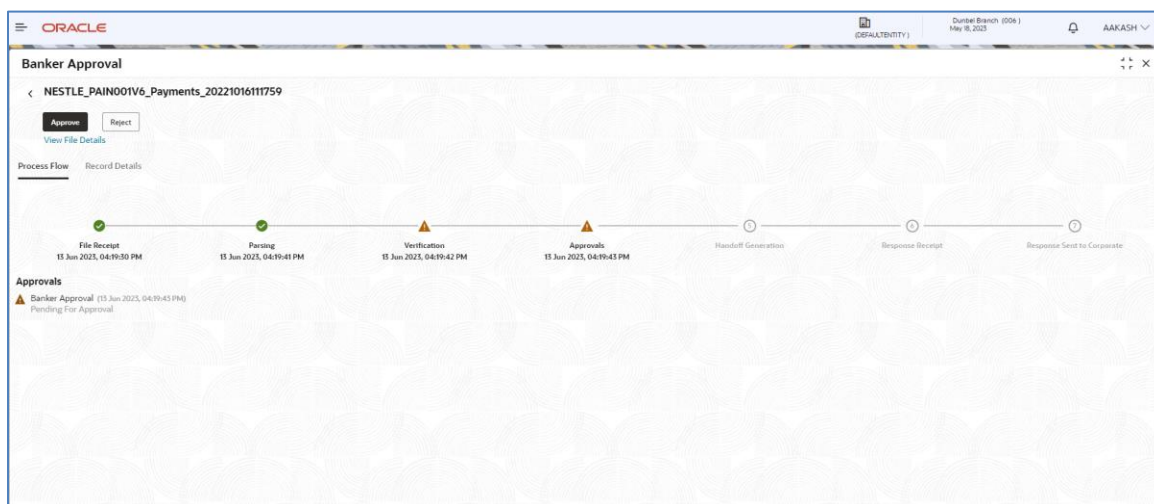 ORACLE
(DEFAULTENTITY)
Dunbel Branch (006 )
May 18, 2023
AAKASH
Banker Approval
NESTLE_PAIN001V6_Payments_20221016111759
Approve
Reject
View File Details
Process Flow
Record Details
5
6
7
File Receipt
13 Jun 2023, 04:19:30 PM
Parsing
13 Jun 2023, 04:19:41 PM
Verification
13 Jun 2023, 04:19:42 PM
Approvals
13 Jun 2023, 04:19:43 PM
Handoff Generation
Response Receipt
Response Sent to Corporate
Approvals
Banker Approval (13 Jun 2023, 04:19:43 PM)
Pending For Approval